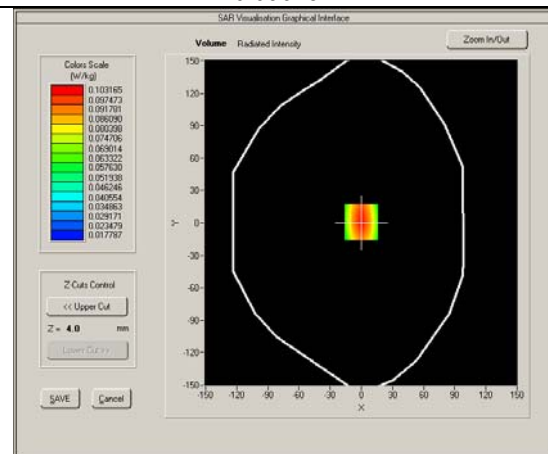 SAR Visualisation Graphical Interface
Volume Radiated Intensity
Zoom In/Out
Colors Scale
(W/kg)
0.103165
0.097473
0.091781
0.086090
0.080398
0.074706
0.069014
0.063322
0.057630
0.051938
0.046246
0.040554
0.034863
0.029171
0.023479
0.017787
Z-Cuts Control
<< Upper Cut
Z = 4.0 mm
Lower Cut >>
SAVE Cancel
150
120
90
60
30
0
-30
-60
-90
-120
-150
Y
-150 -120 -90 -60 -30 0 30 60 90 120 150
X